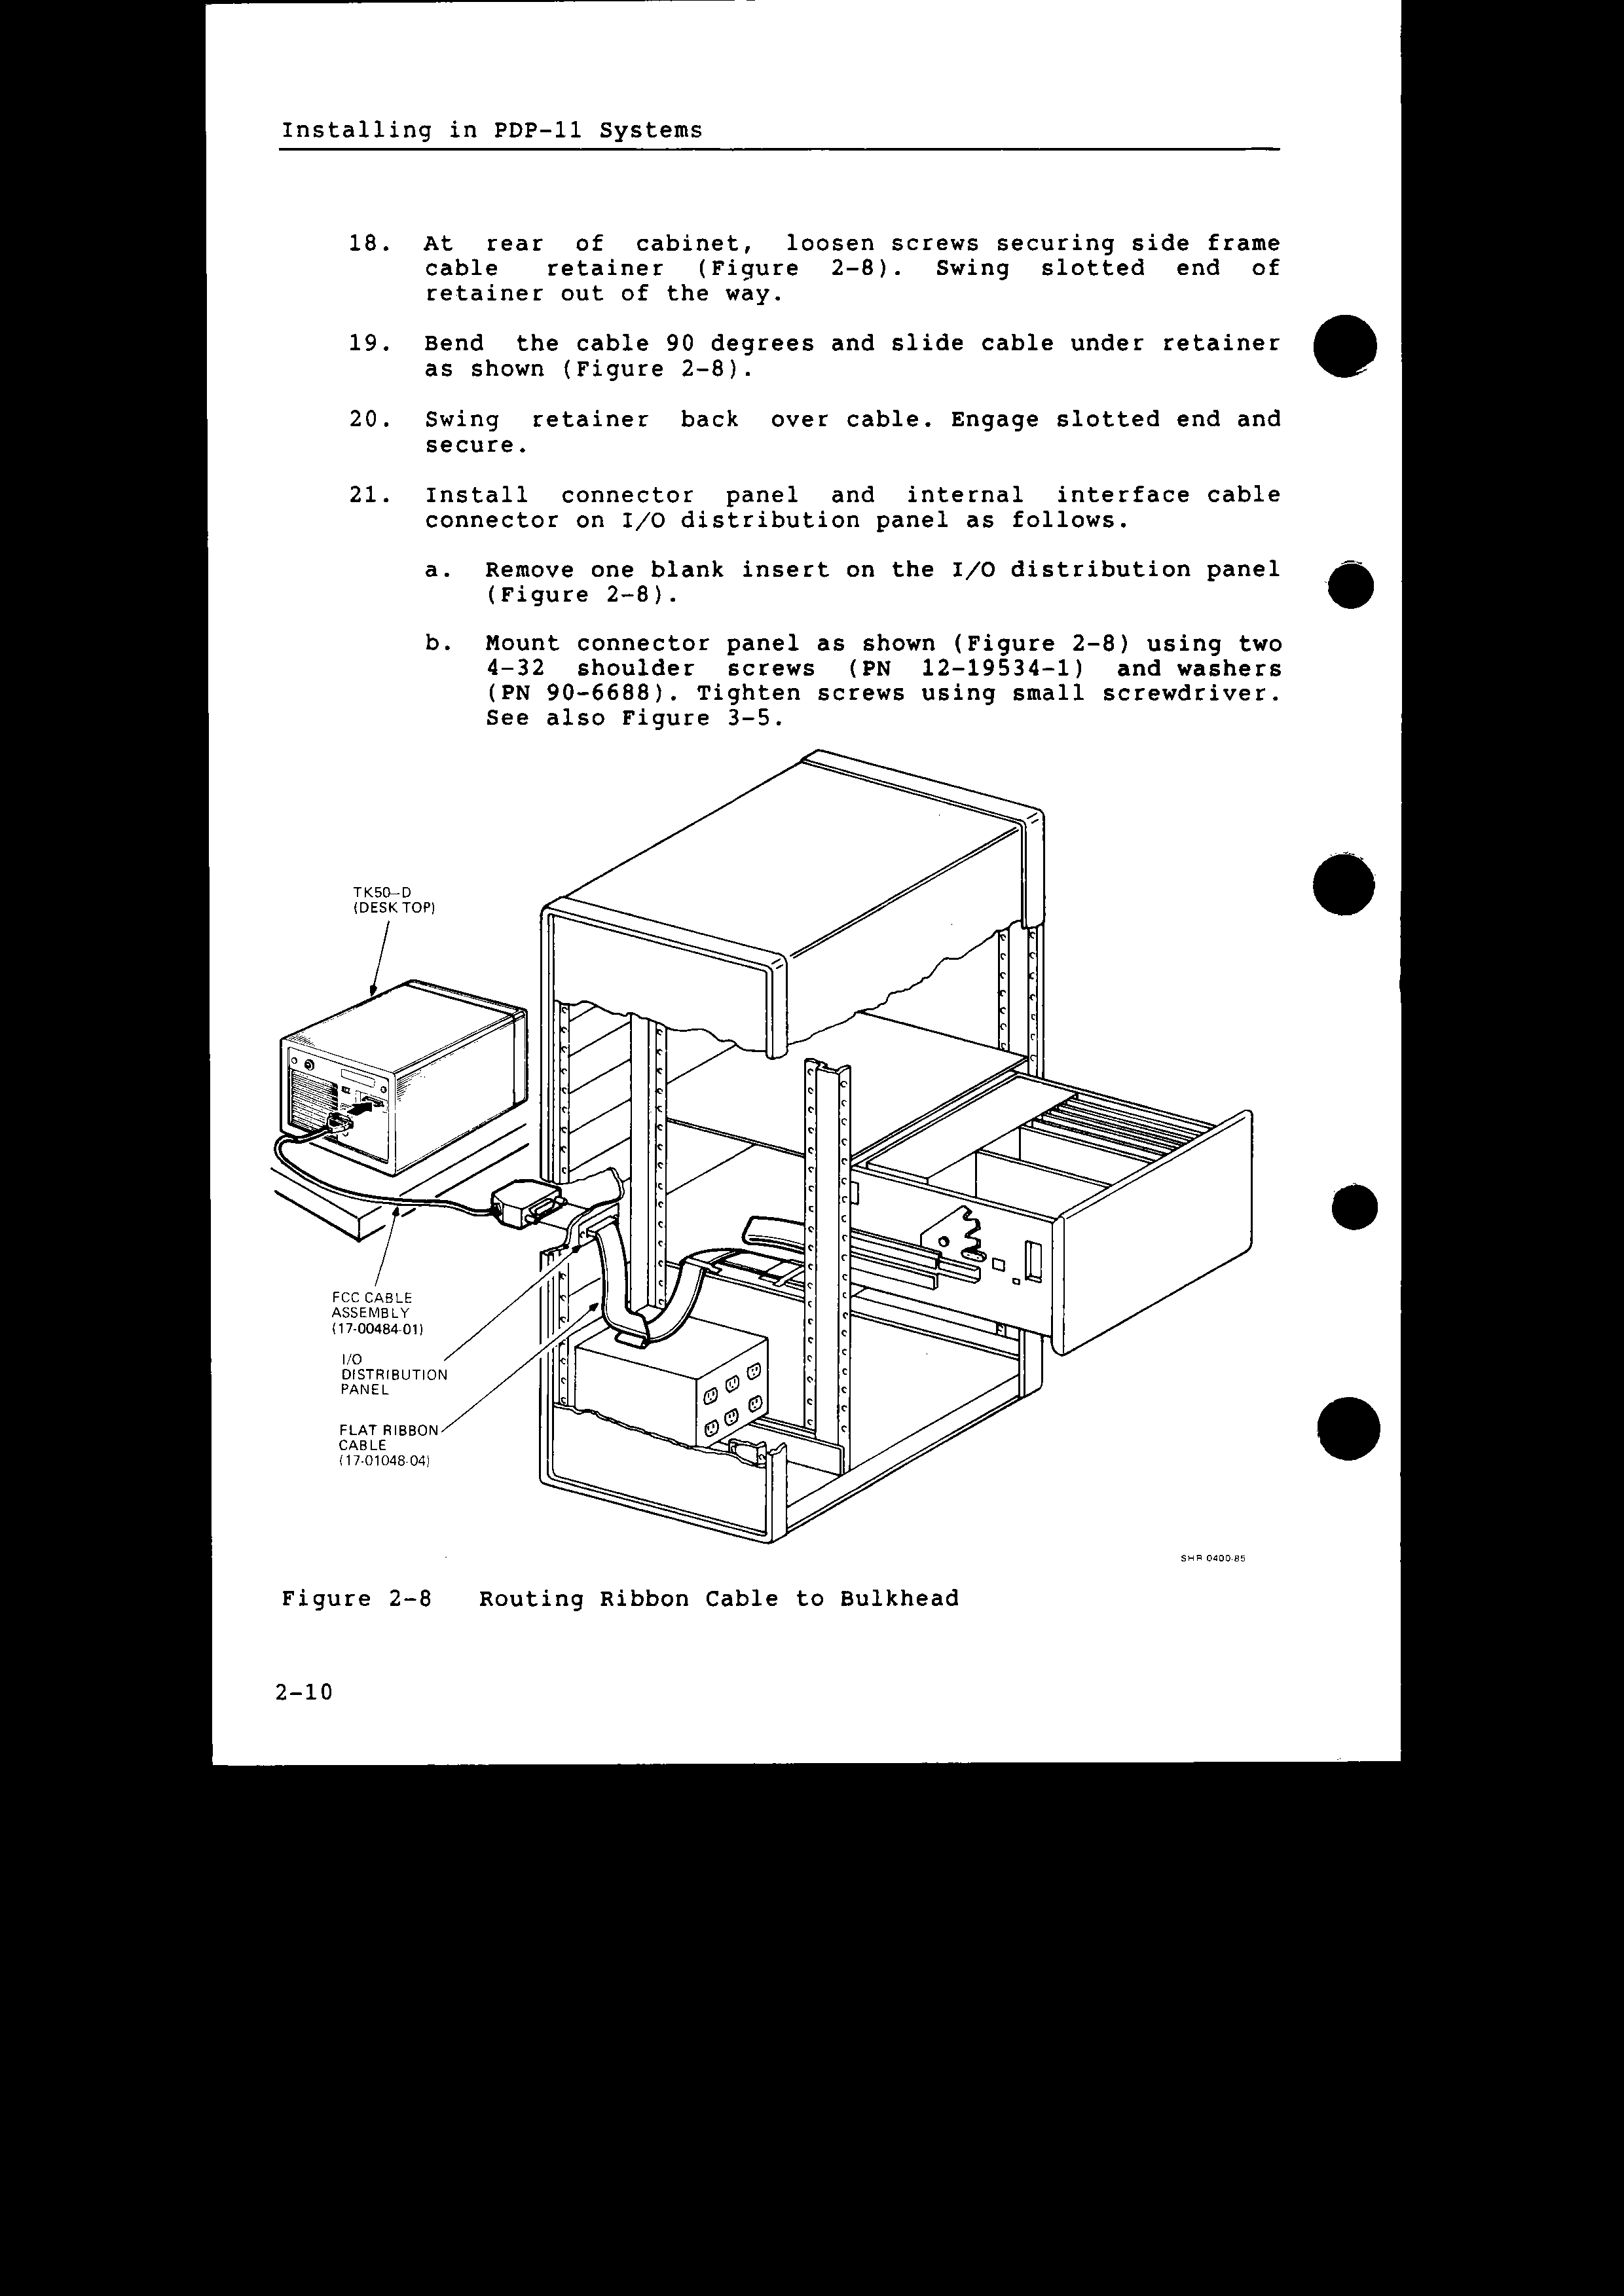 Installing in PDP-11 Systems
18. At rear of cabinet, loosen screws securing side frame
cable retainer (Figure 2-8). Swing slotted end of
retainer out of the way.
19. Bend the cable 90 degrees and slide cable under retainer
as shown (Figure 2-8).
20. Swing retainer back over cable. Engage slotted end and
secure.
21. Install connector panel and internal interface cable
connector on I/O distribution panel as follows.
a. Remove one blank insert on the I/O distribution panel
(Figure 2-8).
b. Mount connector panel as shown (Figure 2-8) using two
4-32 shoulder screws (PN 12-19534-1) and washers
(PN 90-6688). Tighten screws using small screwdriver.
See also Figure 3-5.
TK50-D
(DESK TOP)
FCC CABLE
ASSEMBLY
(17-00484-01)
I/O
DISTRIBUTION
PANEL
FLAT RIBBON
CABLE
(17-01048-04)
SHR 0400-85
Figure 2-8 Routing Ribbon Cable to Bulkhead
2-10